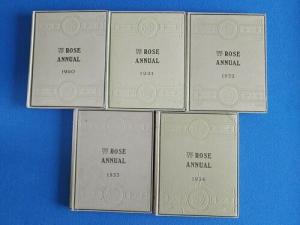 THE ROSE
ANNUAL
1930
THE ROSE
ANNUAL
1931
THE ROSE
ANNUAL
1932
THE ROSE
ANNUAL
1933
THE ROSE
ANNUAL
1934